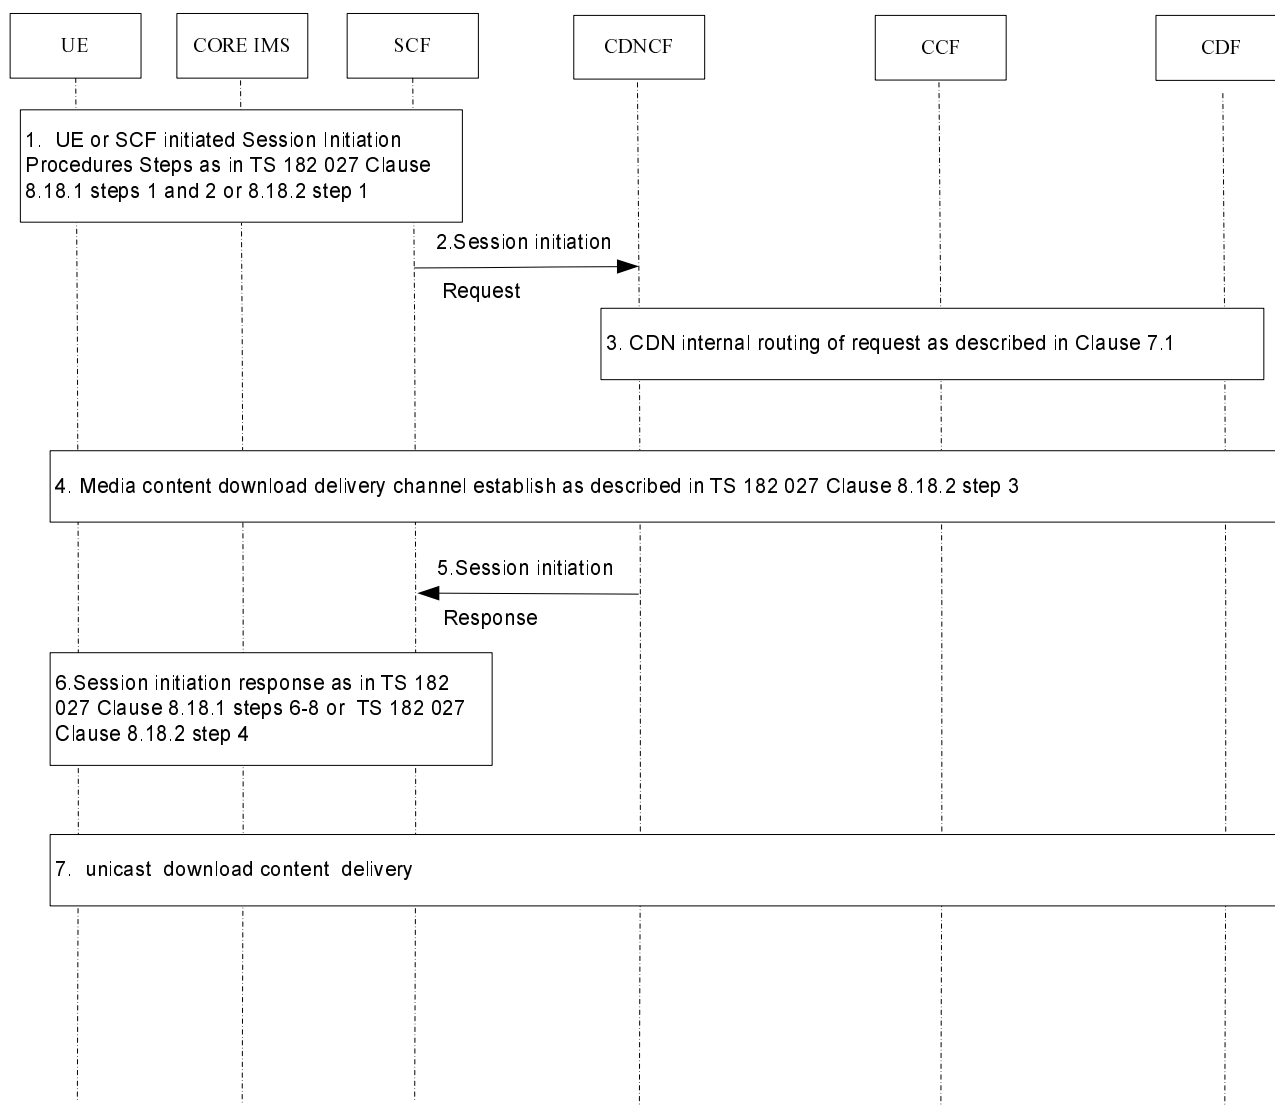 UE
CORE IMS
SCF
CDNCF
CCF
CDF
1. UE or SCF initiated Session Initiation
Procedures Steps as in TS 182 027 Clause
8.18.1 steps 1 and 2 or 8.18.2 step 1
2.Session initiation
Request
3. CDN internal routing of request as described in Clause 7.1
4. Media content download delivery channel establish as described in TS 182 027 Clause 8.18.2 step 3
5.Session initiation
Response
6.Session initiation response as in TS 182
027 Clause 8.18.1 steps 6-8 or TS 182 027
Clause 8.18.2 step 4
7. unicast download content delivery